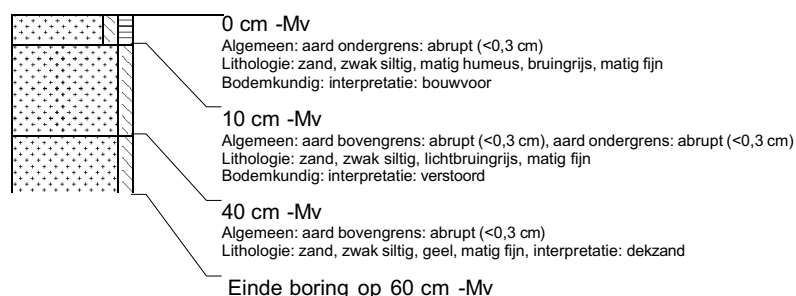 0 cm -Mv
Algemeen: aard ondergrens: abrupt (<0,3 cm)
Lithologie: zand, zwak siltig, matig humeus, bruingrijs, matig fijn
Bodemkundig: interpretatie: bouwvoor
10 cm -Mv
Algemeen: aard bovengrens: abrupt (<0,3 cm), aard ondergrens: abrupt (<0,3 cm)
Lithologie: zand, zwak siltig, lichtbruingrijs, matig fijn
Bodemkundig: interpretatie: verstoord
40 cm -Mv
Algemeen: aard bovengrens: abrupt (<0,3 cm)
Lithologie: zand, zwak siltig, geel, matig fijn, interpretatie: dekzand
Einde boring op 60 cm -Mv